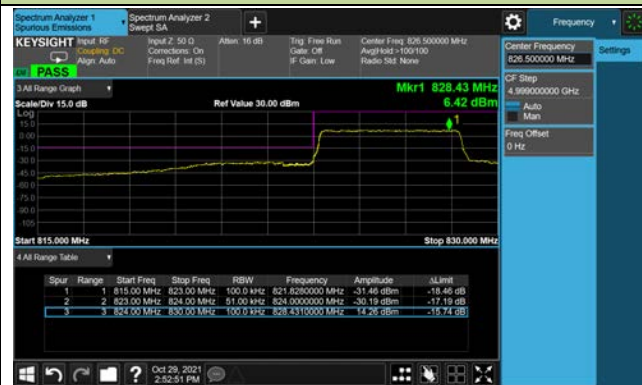 Spectrum Analyzer 1
Spurious Emissions
Spectrum Analyzer 2
Swept SA
Frequency
KEYSIGHT
Input: RF
Coupling: DC
Align: Auto
Input Z: 50 Ω
Corrections: On
Freq Ref: Int (S)
Atten: 16 dB
Trig: Free Run
Gate: Off
IF Gain: Low
Center Freq: 826.500000 MHz
Avg|Hold >100/100
Radio Std: None
PASS
Center Frequency
826.500000 MHz
Settings
CF Step
4.999000000 GHz
Auto
Man
Freq Offset
0 Hz
3 All Range Graph
Mkr1 828.43 MHz
Scale/Div 15.0 dB
Ref Value 30.00 dBm
6.42 dBm
Log
15.0
0.00
-15.0
-30.0
-45.0
-60.0
-75.0
-90.0
-105
1
Start 815.000 MHz
Stop 830.000 MHz
4 All Range Table
Spur Range Start Freq Stop Freq RBW Frequency Amplitude ΔLimit
1 1 815.00 MHz 823.00 MHz 100.0 kHz 821.8280000 MHz -31.46 dBm -18.46 dB
2 2 823.00 MHz 824.00 MHz 51.00 kHz 824.0000000 MHz -30.19 dBm -17.19 dB
3 3 824.00 MHz 830.00 MHz 100.0 kHz 828.4310000 MHz 14.26 dBm -15.74 dB
Oct 29, 2021
2:52:51 PM